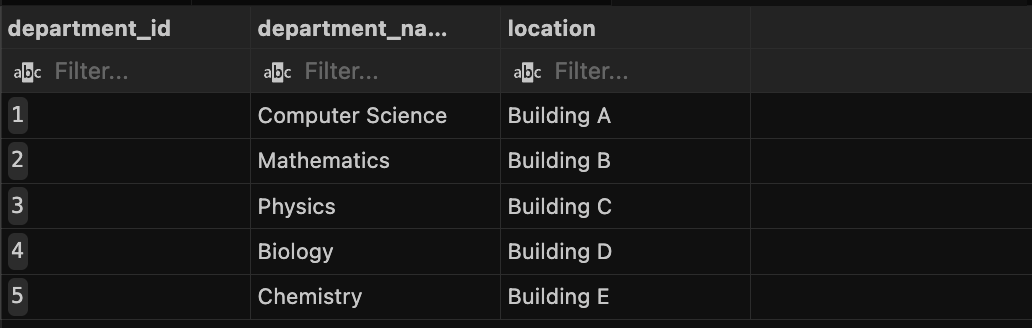 department_id department_na... location
abc Filter... abc Filter... abc Filter...
1 Computer Science Building A
2 Mathematics Building B
3 Physics Building C
4 Biology Building D
5 Chemistry Building E